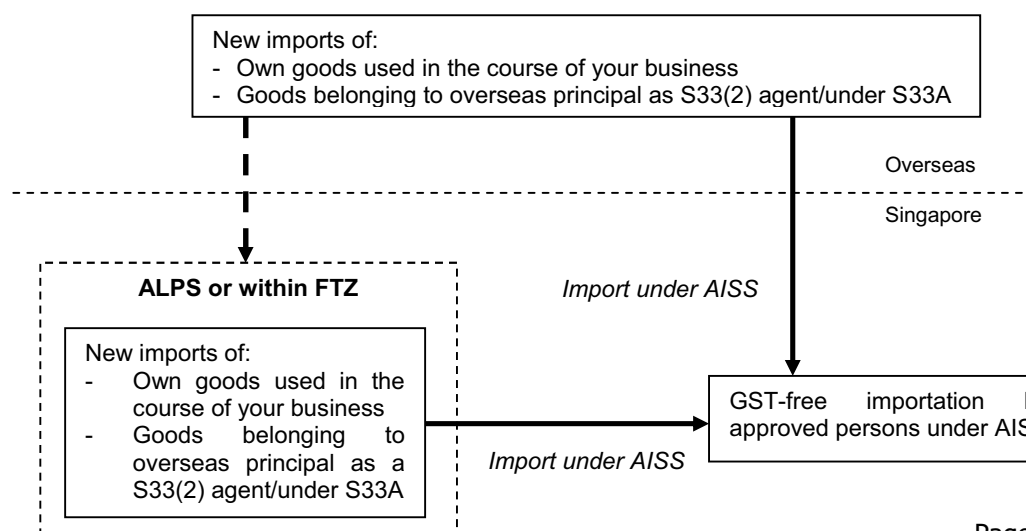 New imports of:
- Own goods used in the course of your business
- Goods belonging to overseas principal as S33(2) agent/under S33A
Overseas
Singapore
ALPS or within FTZ
Import under AISS
New imports of:
- Own goods used in the
course of your business
- Goods belonging to
overseas principal as a
S33(2) agent/under S33A
Import under AISS
GST-free importation
approved persons under
Page